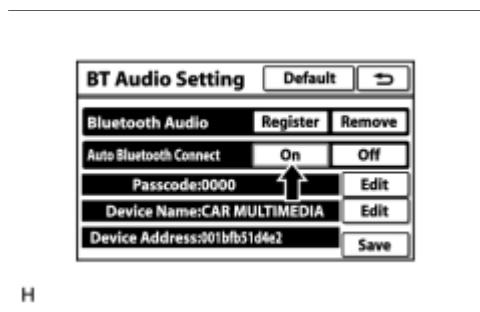 BT Audio Setting Default
Bluetooth Audio Register Remove
Auto Bluetooth Connect On Off
Passcode:0000 Edit
Device Name:CAR MULTIMEDIA Edit
Device Address:001bfb51d4e2 Save
H